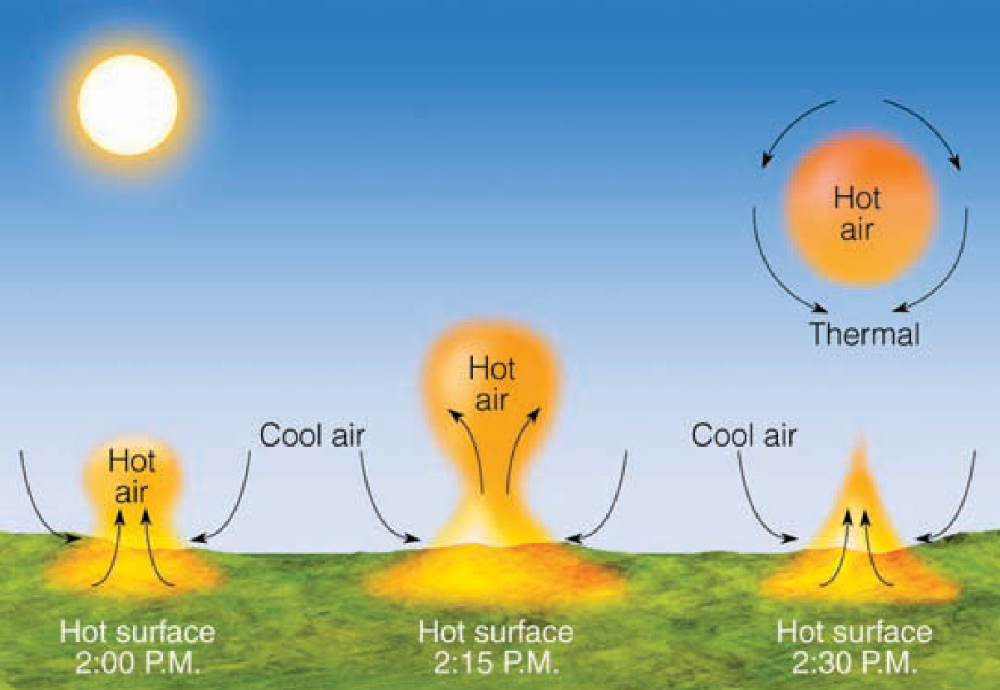 Hot
air
Thermal
Hot
air
Cool air
Cool air
Hot
air
Hot surface
2:00 P.M.
Hot surface
2:15 P.M.
Hot surface
2:30 P.M.